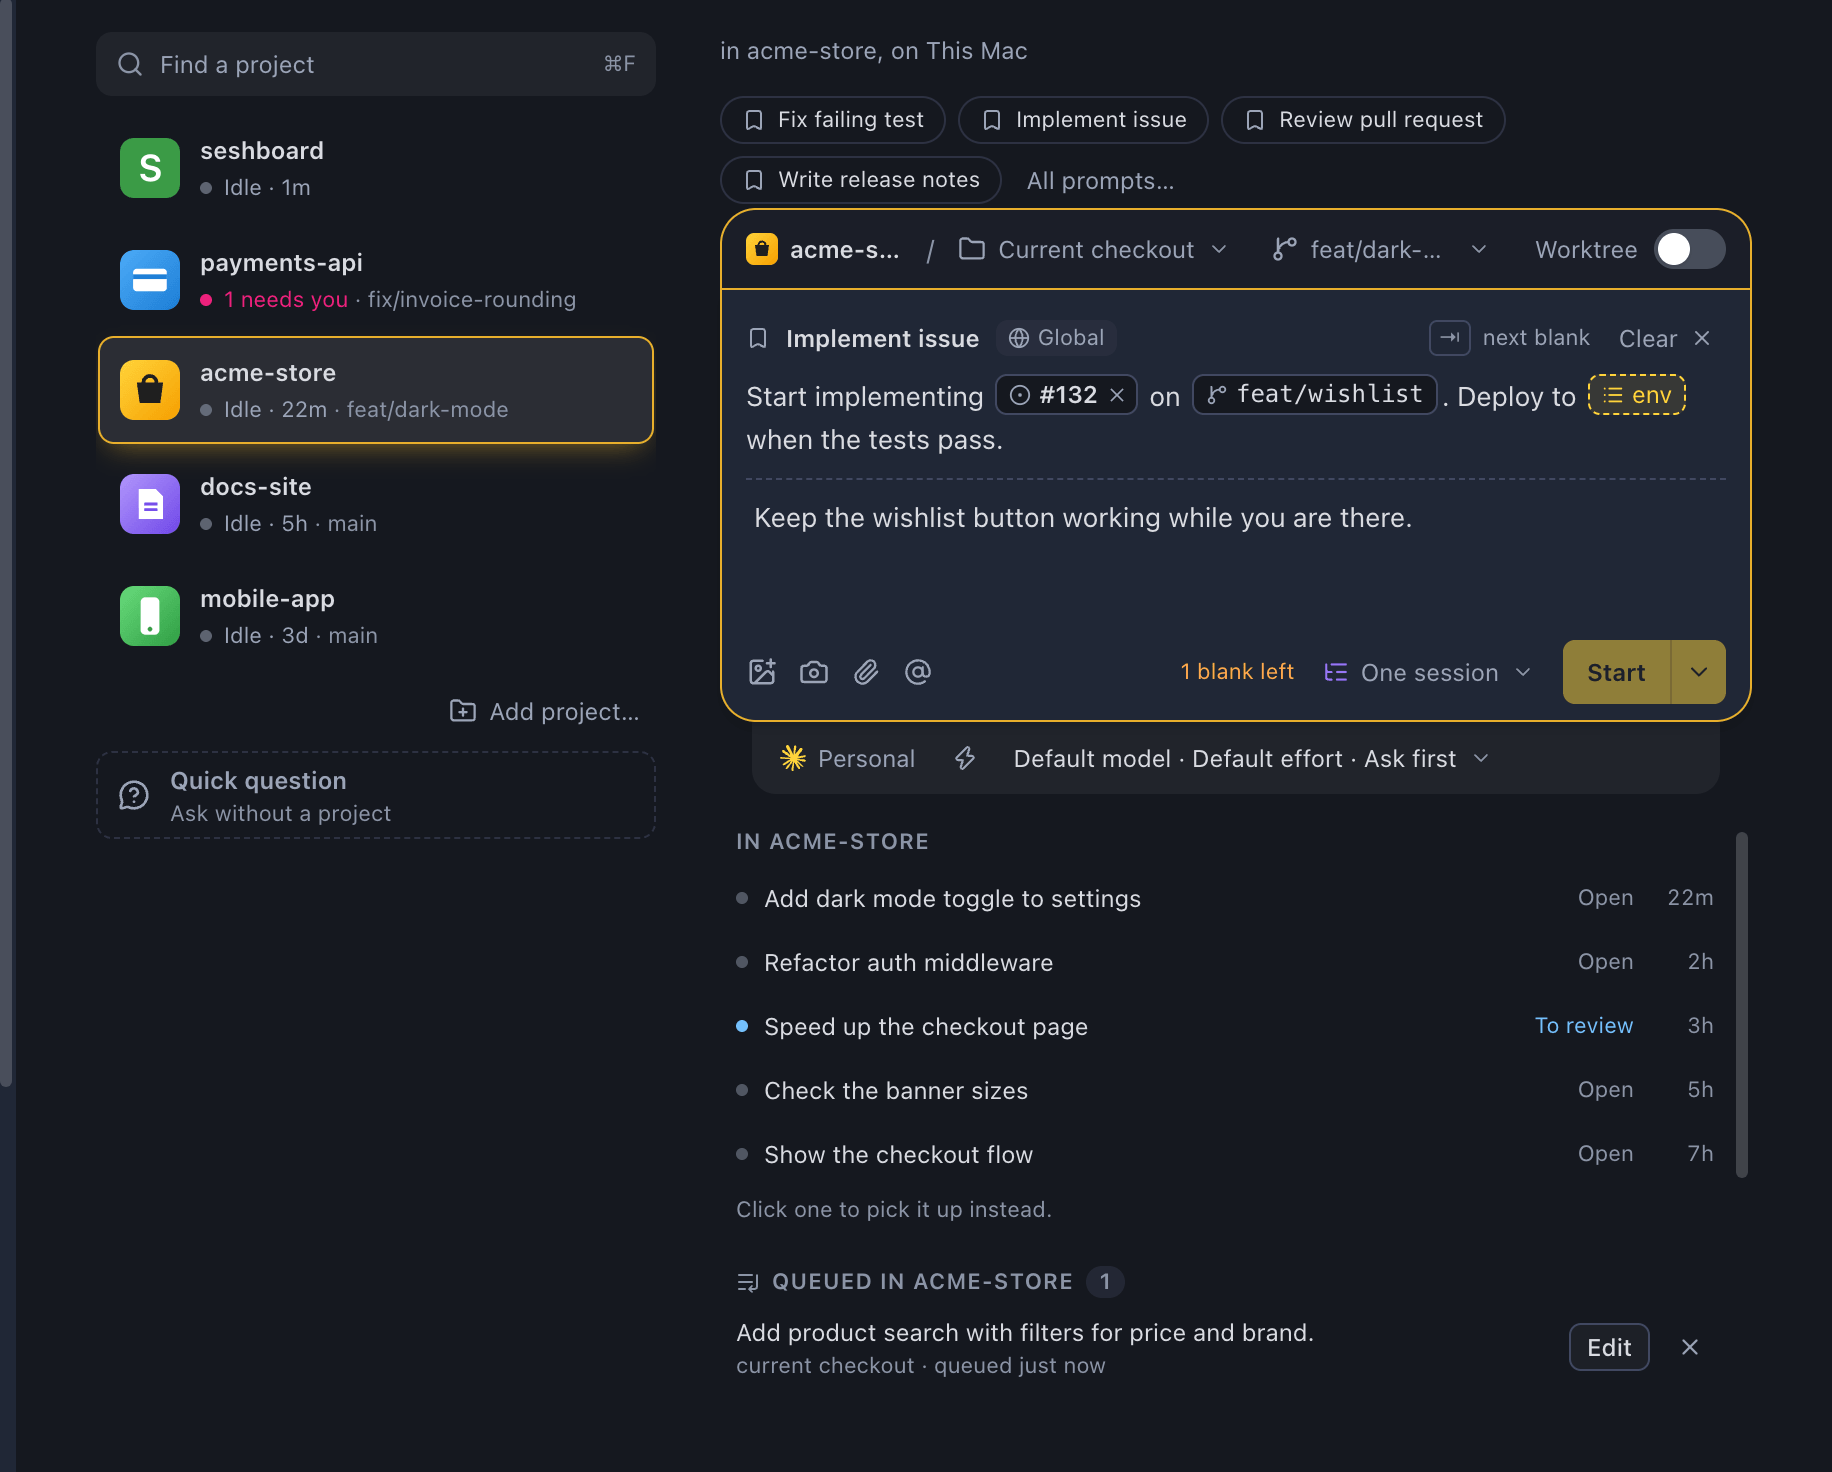 Find a project ⌘F
S
seshboard
Idle · 1m
payments-api
1 needs you · fix/invoice-rounding
acme-store
Idle · 22m · feat/dark-mode
docs-site
Idle · 5h · main
mobile-app
Idle · 3d · main
Add project...
Quick question
Ask without a project
in acme-store, on This Mac
Fix failing test
Implement issue
Review pull request
Write release notes
All prompts...
acme-s... / Current checkout feat/dark-... Worktree
Implement issue Global next blank Clear
Start implementing #132 on feat/wishlist. Deploy to env
when the tests pass.
Keep the wishlist button working while you are there.
1 blank left One session Start
Personal Default model · Default effort · Ask first
IN ACME-STORE
Add dark mode toggle to settings Open 22m
Refactor auth middleware Open 2h
Speed up the checkout page To review 3h
Check the banner sizes Open 5h
Show the checkout flow Open 7h
Click one to pick it up instead.
QUEUED IN ACME-STORE 1
Add product search with filters for price and brand.
current checkout · queued just now
Edit